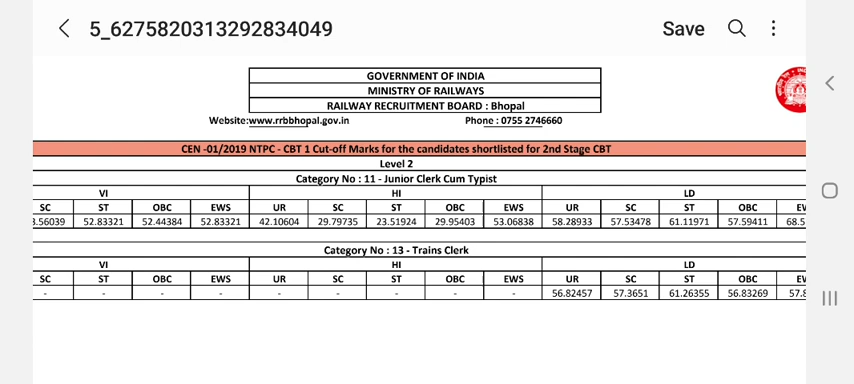 5_6275820313292834049 Save
GOVERNMENT OF INDIA
MINISTRY OF RAILWAYS
RAILWAY RECRUITMENT BOARD : Bhopal
Website:www.rrbbhopal.gov.in Phone : 0755 2746660
CEN -01/2019 NTPC - CBT 1 Cut-off Marks for the candidates shortlisted for 2nd Stage CBT
Level 2
Category No : 11 - Junior Clerk Cum Typist
VI HI LD
SC ST OBC EWS UR SC ST OBC EWS UR SC ST OBC
52.83321 52.44384 52.83321 42.10604 29.79735 23.51924 29.95403 53.06838 58.28933 57.53478 61.11971 57.59411
Category No : 13 - Trains Clerk
VI HI LD
SC ST OBC EWS UR SC ST OBC EWS UR SC ST OBC
- - - - - - - - - 56.82457 57.3651 61.26355 56.83269